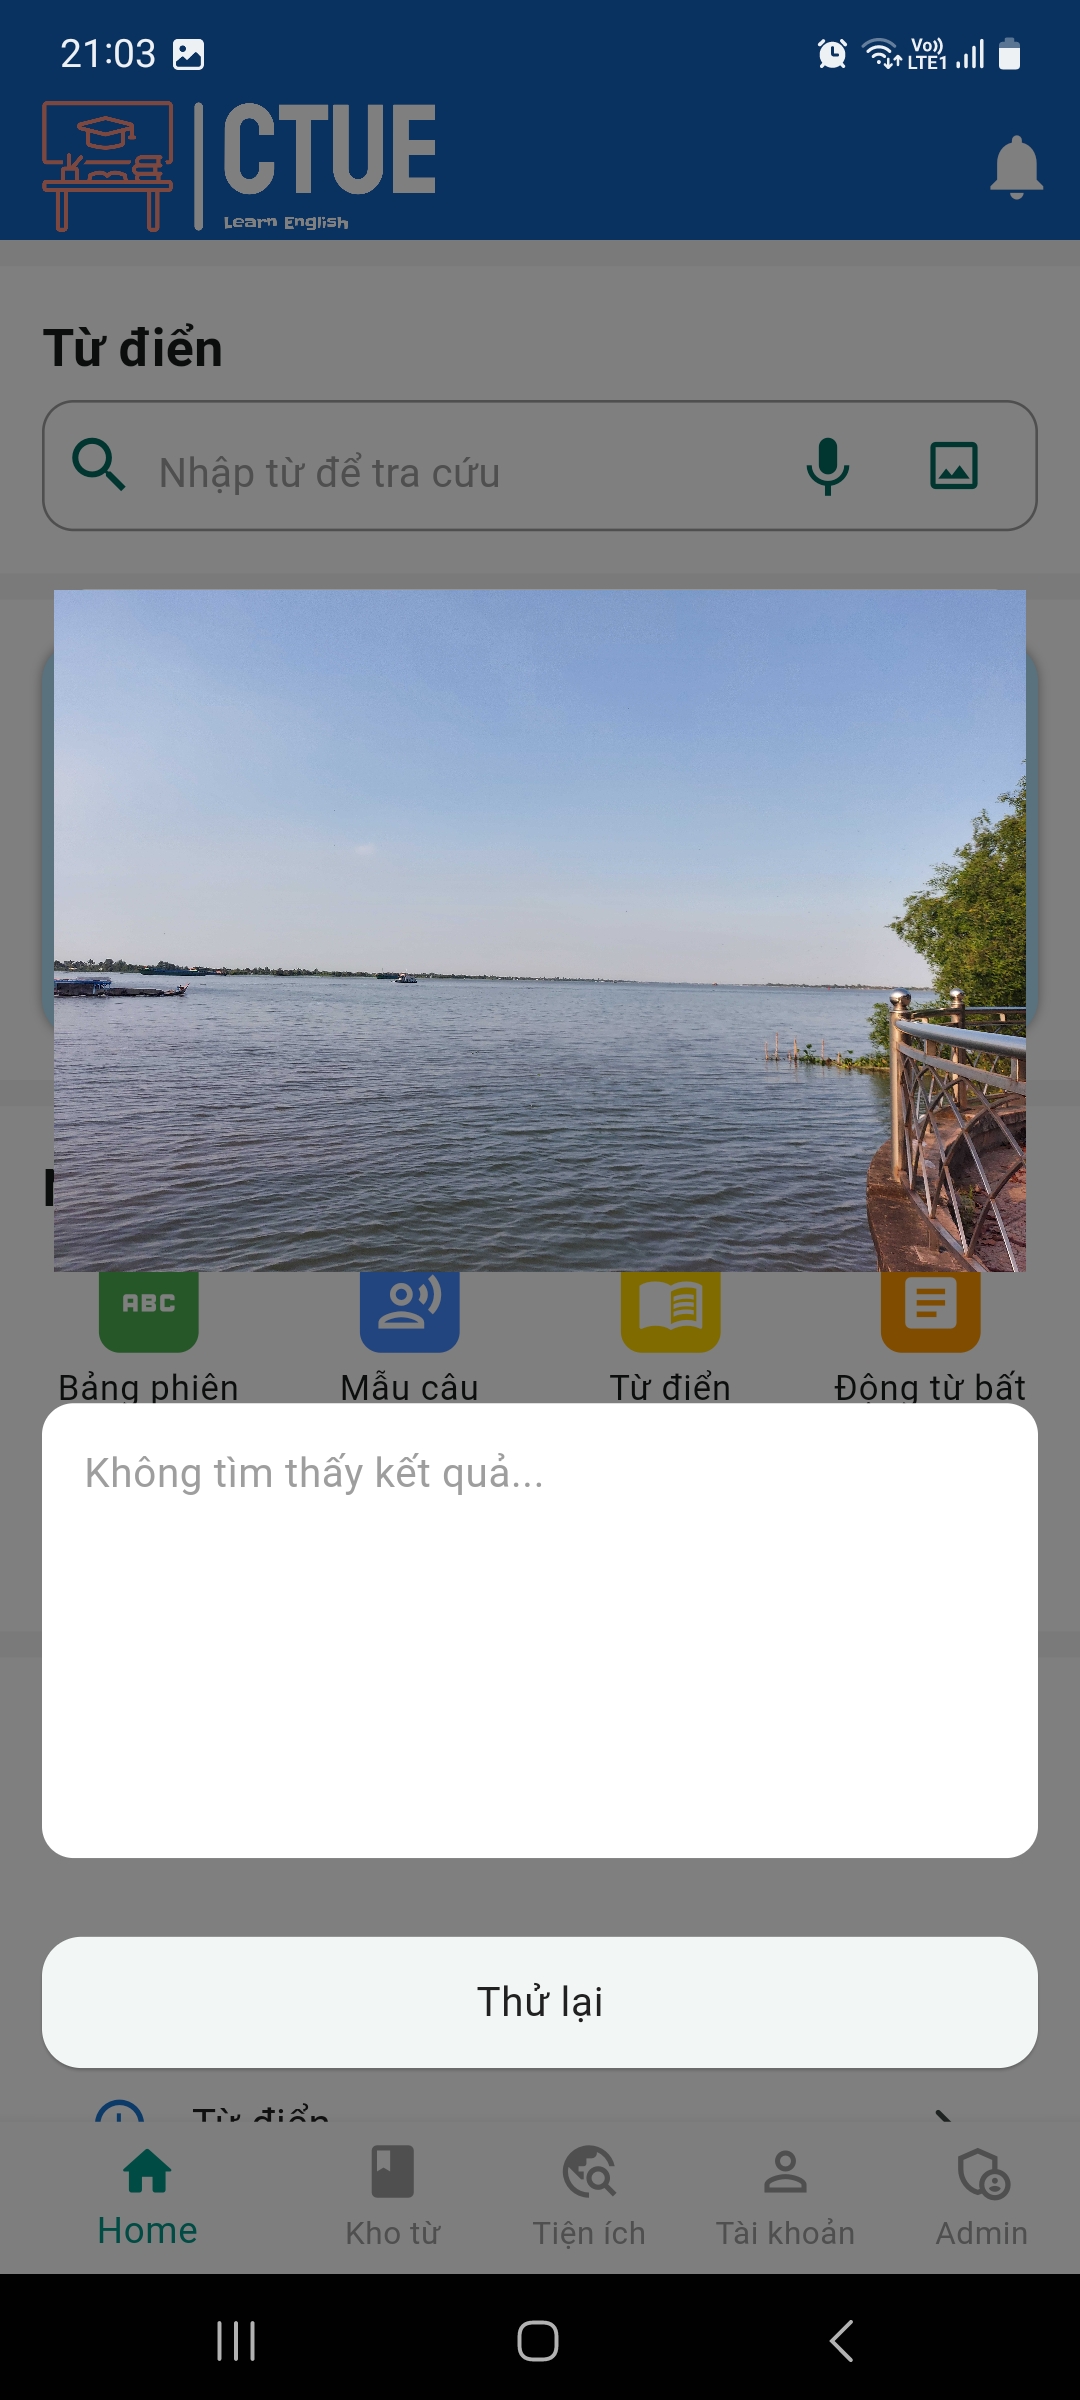 21:03
Vo))
LTE1
CTUE
Learn English
Từ điển
Nhập từ để tra cứu
ABC
Bảng phiên
Mẫu câu
Từ điển
Động từ bất
Không tìm thấy kết quả...
Thử lại
Từ điển
Home
Kho từ
Tiện ích
Tài khoản
Admin